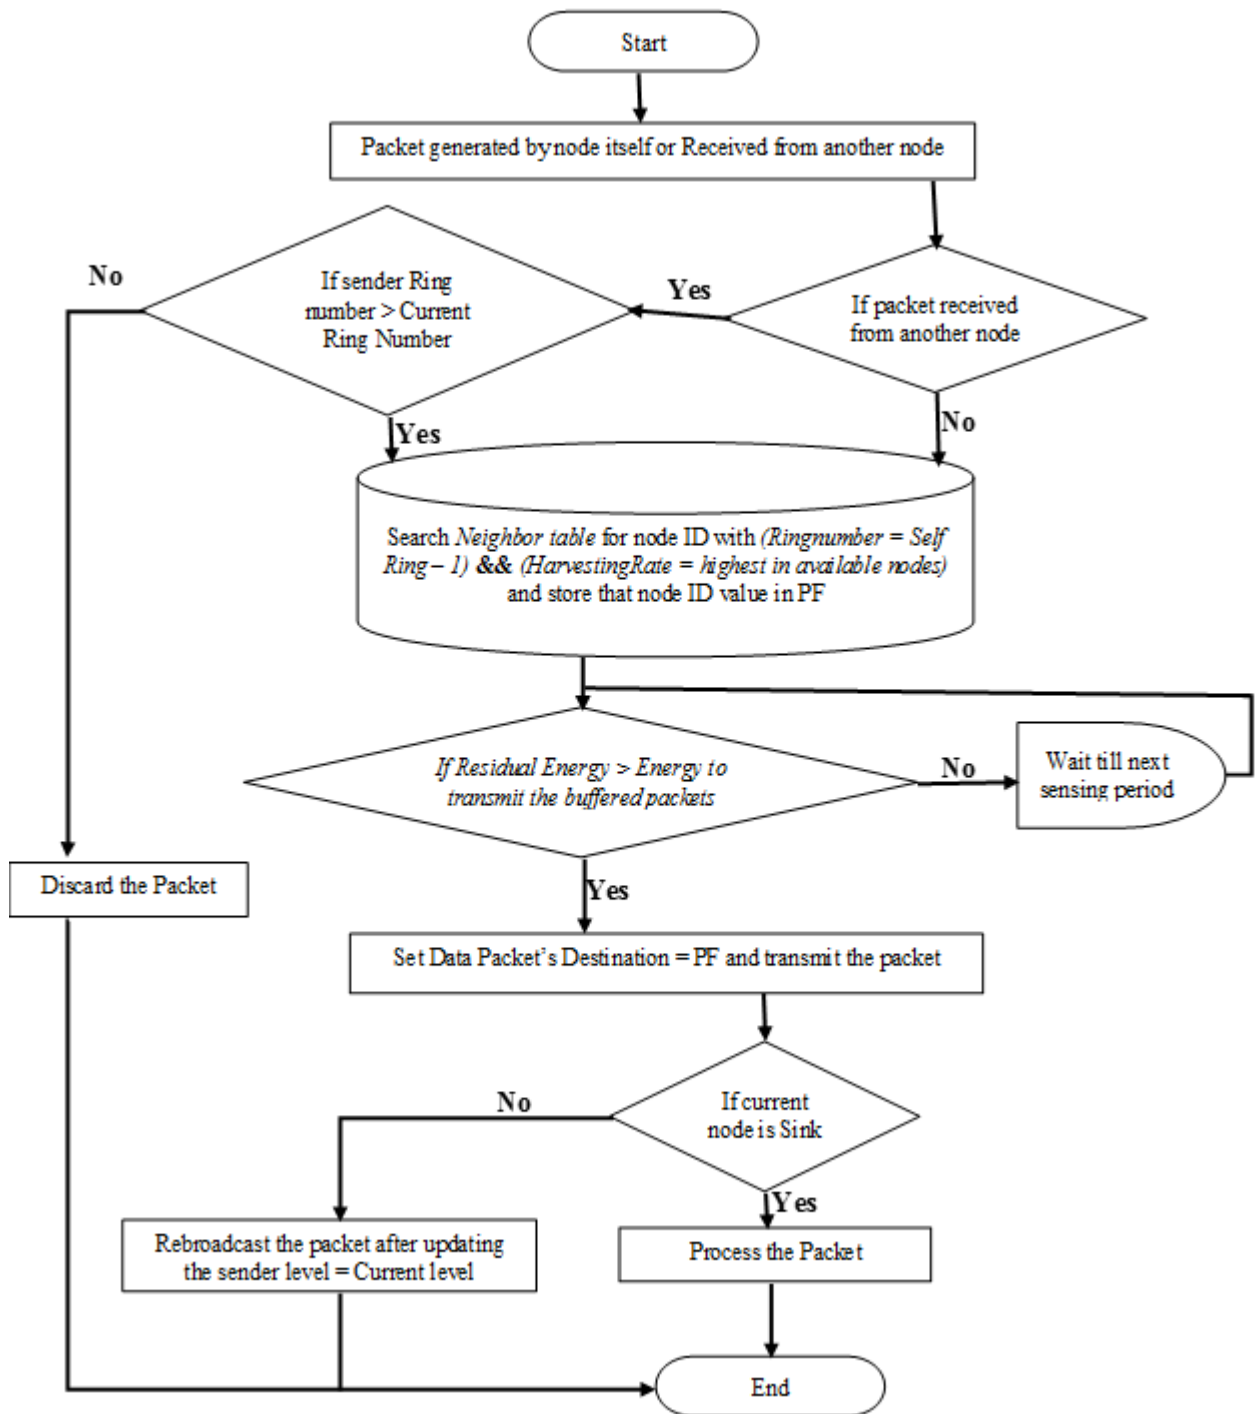 Start
Packet generated by node itself or Received from another node
No
If sender Ring
number > Current
Ring Number
Yes
If packet received
from another node
Yes
No
Search Neighbor table for node ID with (Ringnumber = Self
Ring – 1) && (HarvestingRate = highest in available nodes)
and store that node ID value in PF
If Residual Energy > Energy to
transmit the buffered packets
No
Wait till next
sensing period
Discard the Packet
Yes
Set Data Packet’s Destination = PF and transmit the packet
No
If current
node is Sink
Yes
Rebroadcast the packet after updating
the sender level = Current level
Process the Packet
End